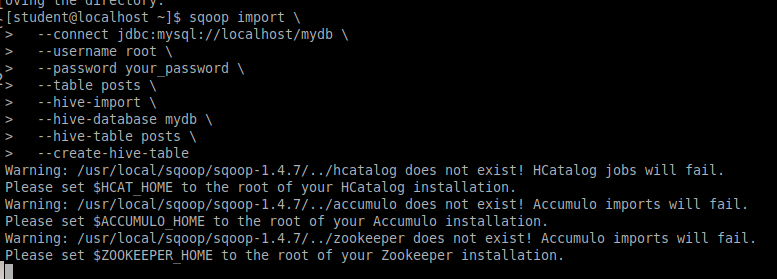 oving the directory.
[student@localhost ~]$ sqoop import \
>   --connect jdbc:mysql://localhost/mydb \
>   --username root \
>   --password your_password \
>   --table posts \
>   --hive-import \
>   --hive-database mydb \
>   --hive-table posts \
>   --create-hive-table
Warning: /usr/local/sqoop/sqoop-1.4.7/../hcatalog does not exist! HCatalog jobs will fail.
Please set $HCAT_HOME to the root of your HCatalog installation.
Warning: /usr/local/sqoop/sqoop-1.4.7/../accumulo does not exist! Accumulo imports will fail.
Please set $ACCUMULO_HOME to the root of your Accumulo installation.
Warning: /usr/local/sqoop/sqoop-1.4.7/../zookeeper does not exist! Accumulo imports will fail.
Please set $ZOOKEEPER_HOME to the root of your Zookeeper installation.